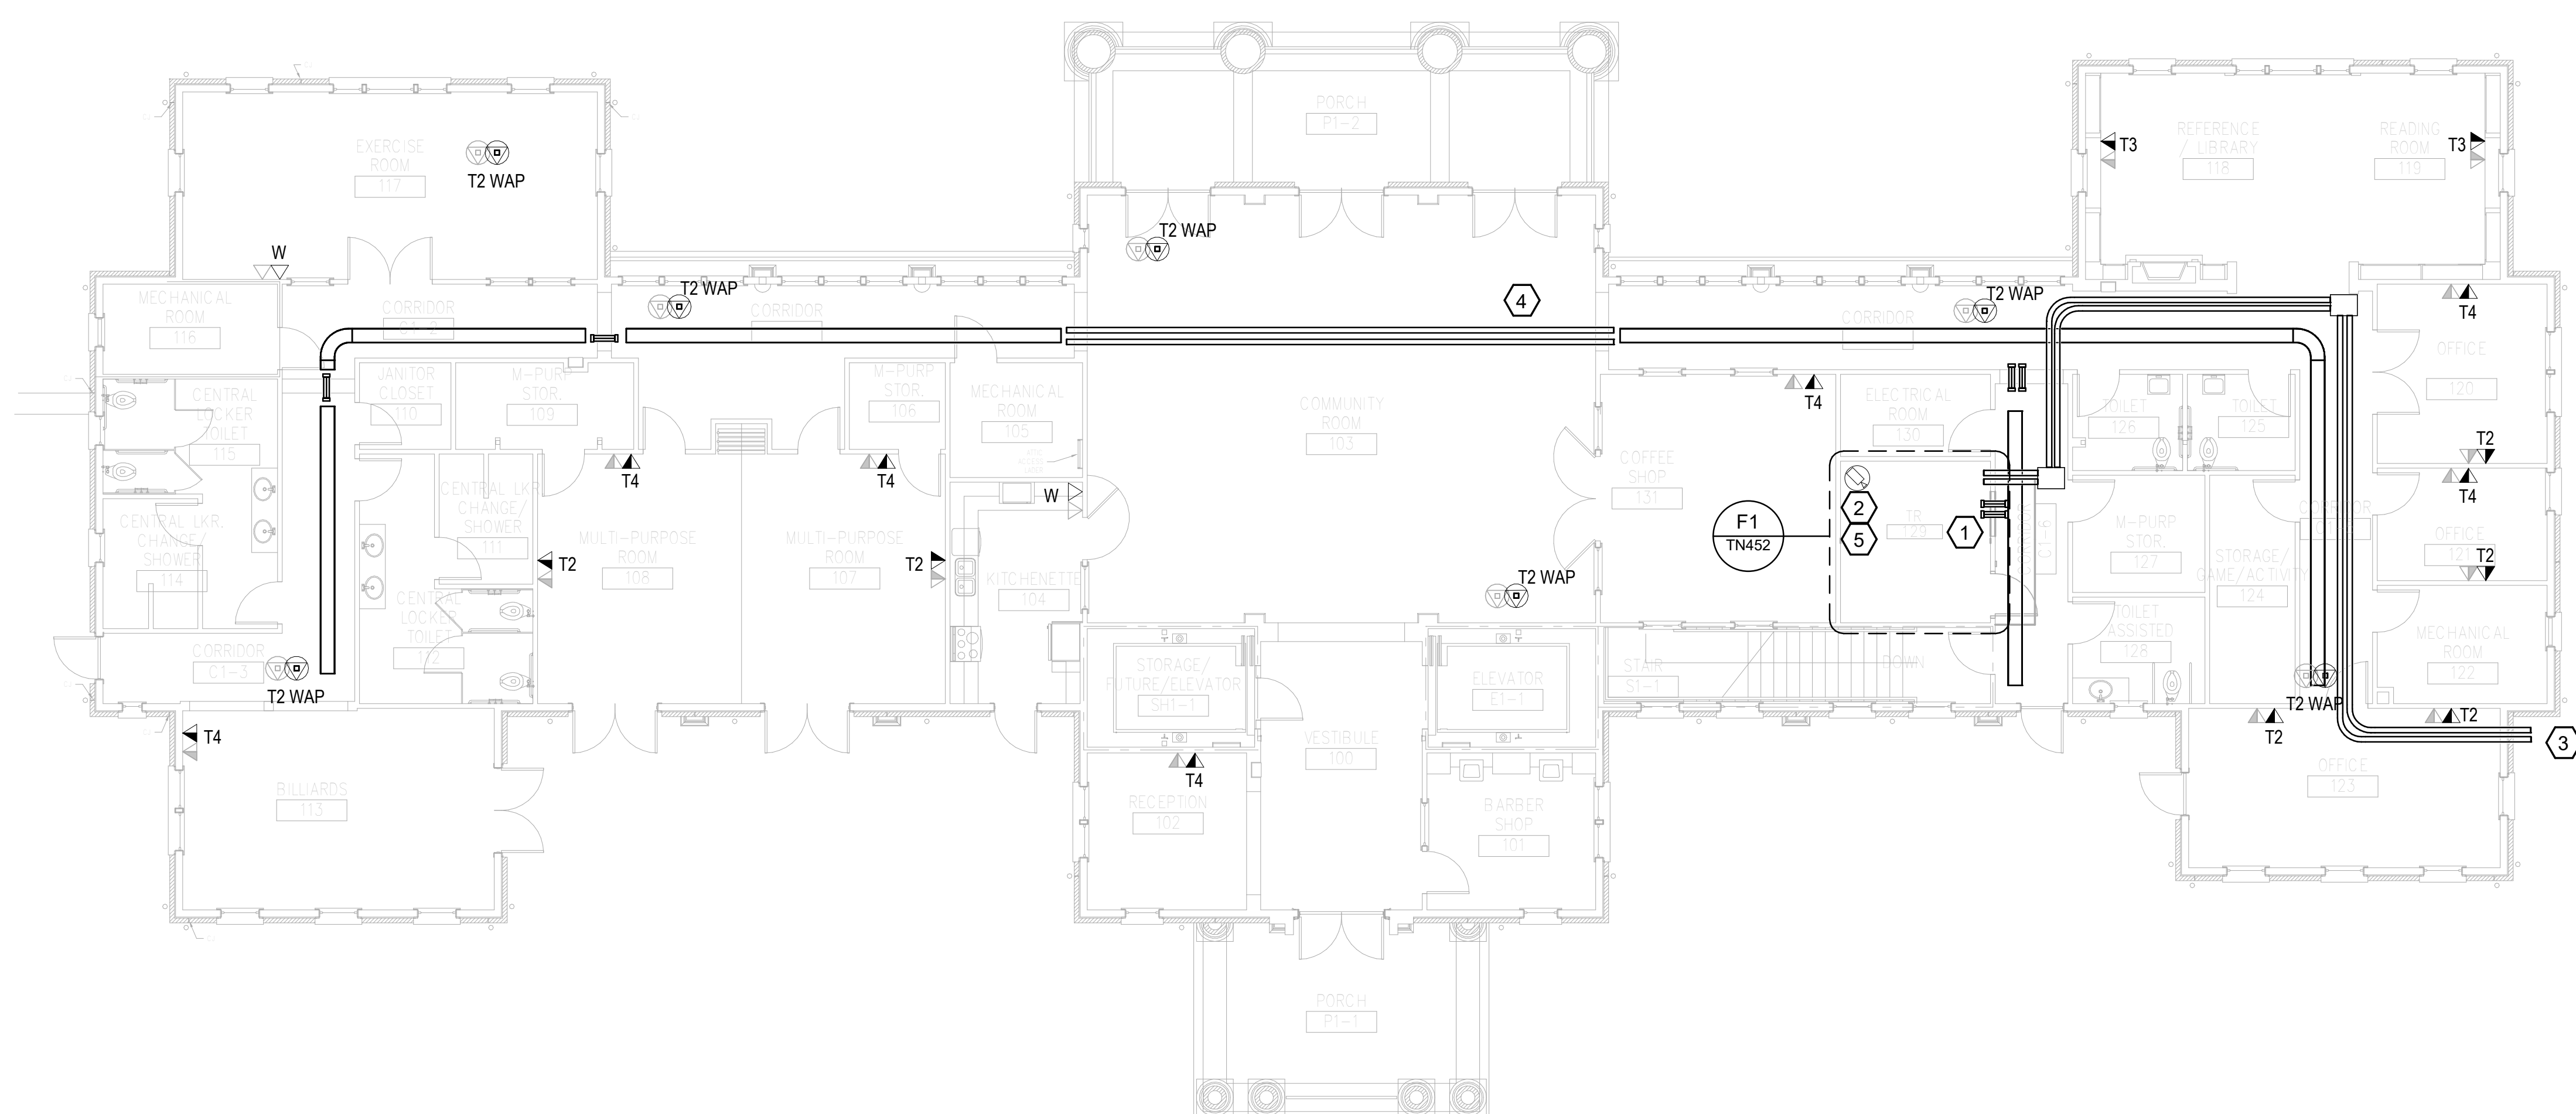 PORCH
P1-2
EXERCISE
ROOM
117
T2 WAP
REFERENCE
/ LIBRARY
118
READING
ROOM
119
T3
T3
W
T2 WAP
T2 WAP
T2 WAP
4
MECHANICAL
ROOM
116
CORRIDOR
C1-2
CORRIDOR
CORRIDOR
T4
OFFICE
120
T2
JANITOR
CLOSET
110
M-PURP
STOR.
109
M-PURP
STOR.
106
MECHANICAL
ROOM
105
COMMUNITY
ROOM
103
T4
ELECTRICAL
ROOM
130
TOILET
126
TOILET
125
CENTRAL
LOCKER
TOILET
115
T4
T4
W
COFFEE
SHOP
131
T4
CENTRAL LKR.
CHANGE/
SHOWER
114
CENTRAL LKR
CHANGE/
SHOWER
111
T2
MULTI-PURPOSE
ROOM
108
MULTI-PURPOSE
ROOM
107
T2
KITCHENETTE
104
T2 WAP
F1
TN452
2
5
TR
129
1
C1-6
M-PURP
STOR.
127
STORAGE/
GAME/ACTIVITY
124
CORRIDOR
OFFICE
121
T2
CENTRAL
LOCKER
TOILET
112
CORRIDOR
C1-3
T2 WAP
STORAGE/
FUTURE/ELEVATOR
SH1-1
ELEVATOR
E1-1
STAIR
S1-1
DOWN
TOILET
ASSISTED
128
MECHANICAL
ROOM
122
T2 WAP
T2
T2
3
T4
BILLIARDS
113
T4
RECEPTION
102
VESTIBULE
100
BARBER
SHOP
101
OFFICE
123
PORCH
P1-1